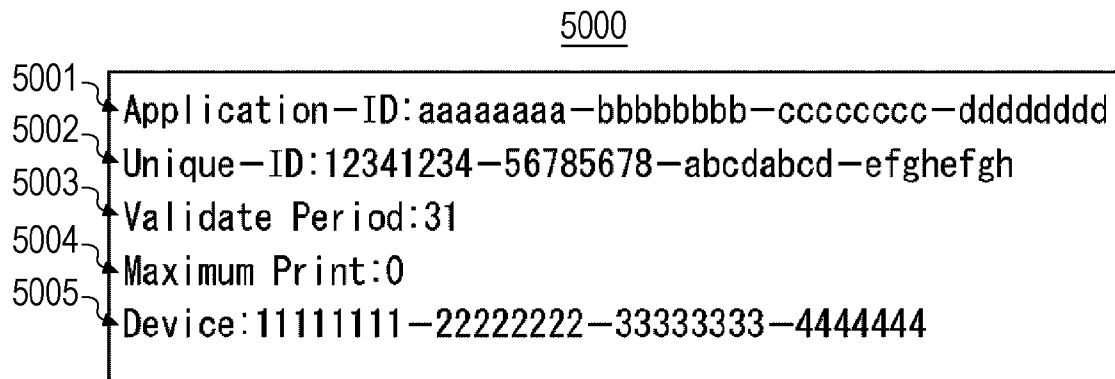 5000
5001 Application-ID:aaaaaaaa-bbbbbbbb-cccccccc-dddddddd
5002 Unique-ID:12341234-56785678-abcdabcd-efghefgh
5003 Validate Period:31
5004 Maximum Print:0
5005 Device:11111111-22222222-33333333-4444444